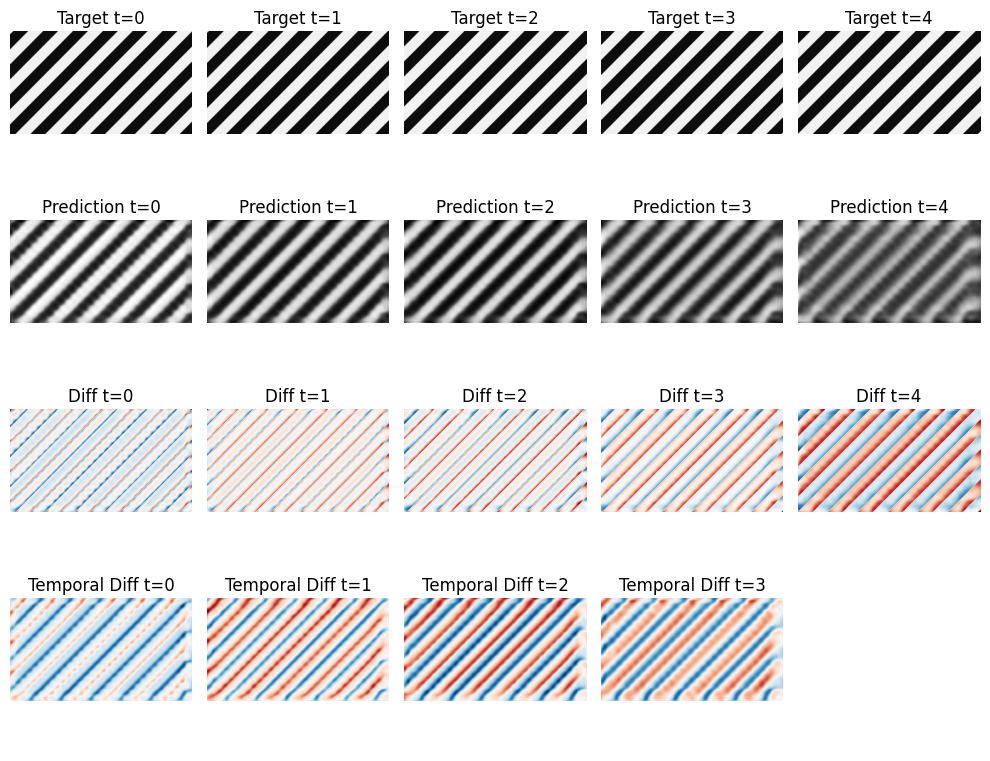 Target t=0 Target t=1 Target t=2 Target t=3 Target t=4
Prediction t=0 Prediction t=1 Prediction t=2 Prediction t=3 Prediction t=4
Diff t=0 Diff t=1 Diff t=2 Diff t=3 Diff t=4
Temporal Diff t=0 Temporal Diff t=1 Temporal Diff t=2 Temporal Diff t=3